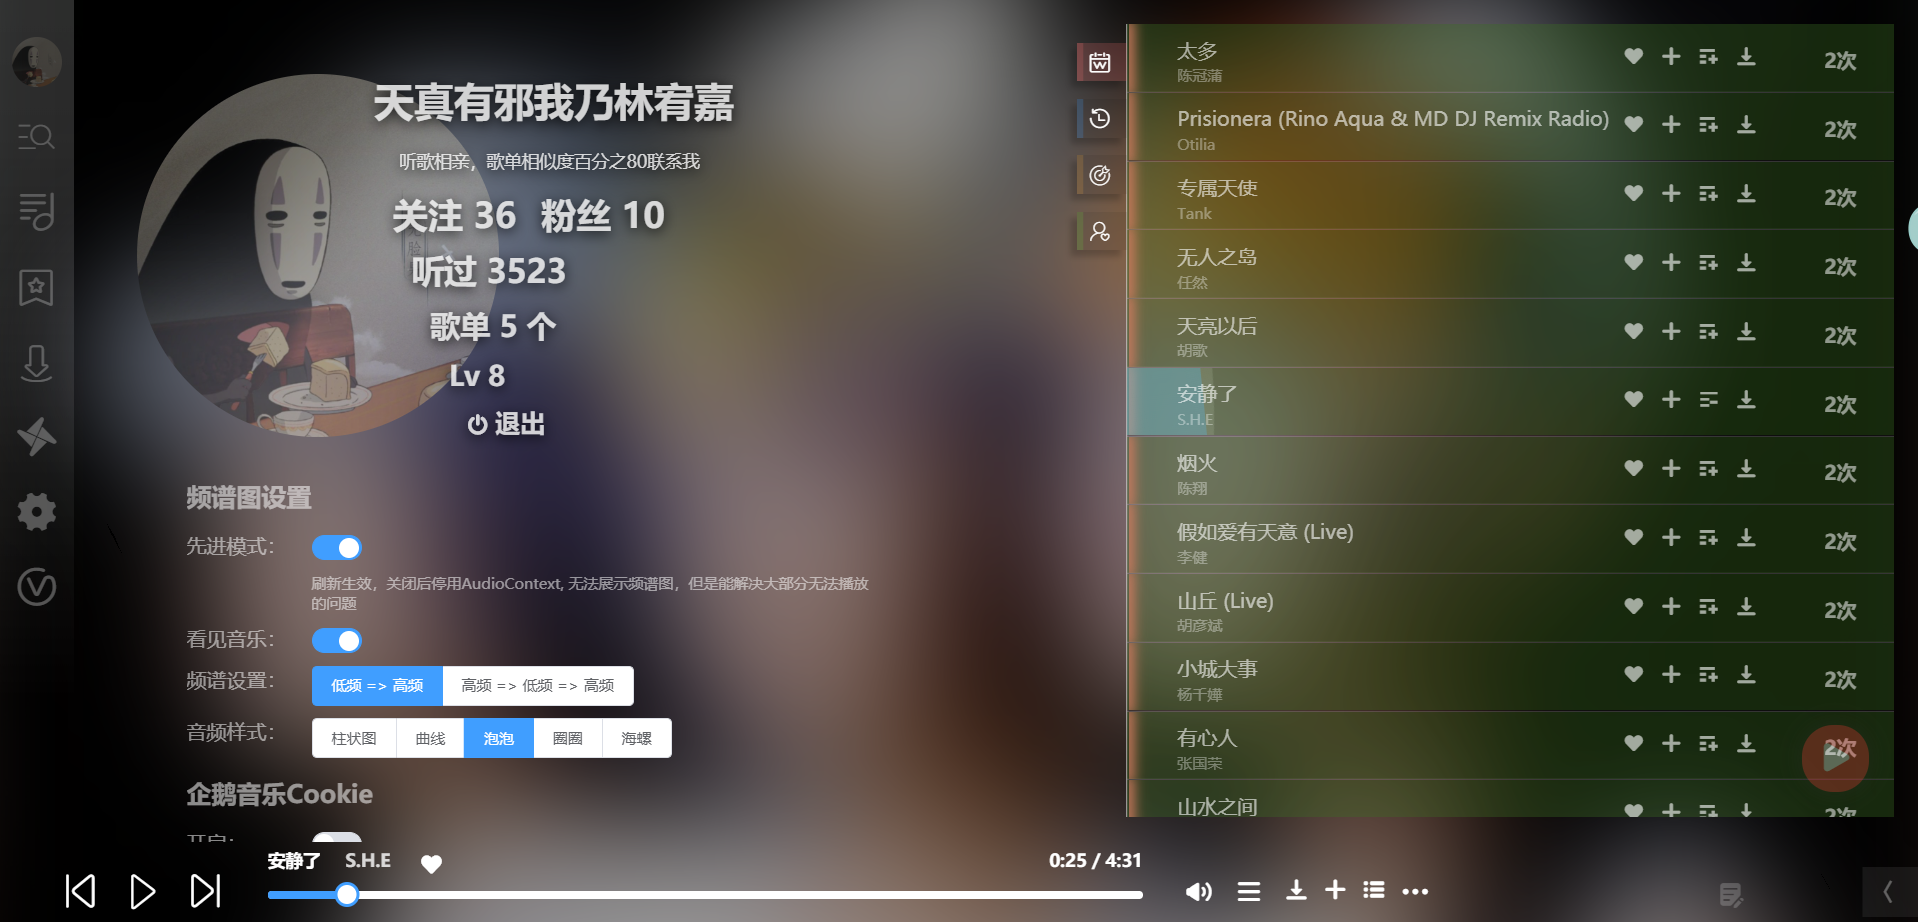 天真有邪我乃林宥嘉
听歌相亲，歌单相似度百分之80联系我
关注 36 粉丝 10
听过 3523
歌单 5 个
Lv 8
退出
频谱图设置
先进模式：
刷新生效，关闭后停用AudioContext, 无法展示频谱图，但是能解决大部分无法播放
的问题
看见音乐：
频谱设置：
低频 => 高频
高频 => 低频 => 高频
音频样式：
柱状图
曲线
泡泡
圈圈
海螺
企鹅音乐Cookie
开启：
太多
陈冠蒲
2次
Prisionera (Rino Aqua & MD DJ Remix Radio)
Otilia
2次
专属天使
Tank
2次
无人之岛
任然
2次
天亮以后
胡歌
2次
安静了
S.H.E
2次
烟火
陈翔
2次
假如爱有天意 (Live)
李健
2次
山丘 (Live)
胡彦斌
2次
小城大事
杨千嬅
2次
有心人
张国荣
2次
山水之间
2次
安静了 S.H.E
0:25 / 4:31